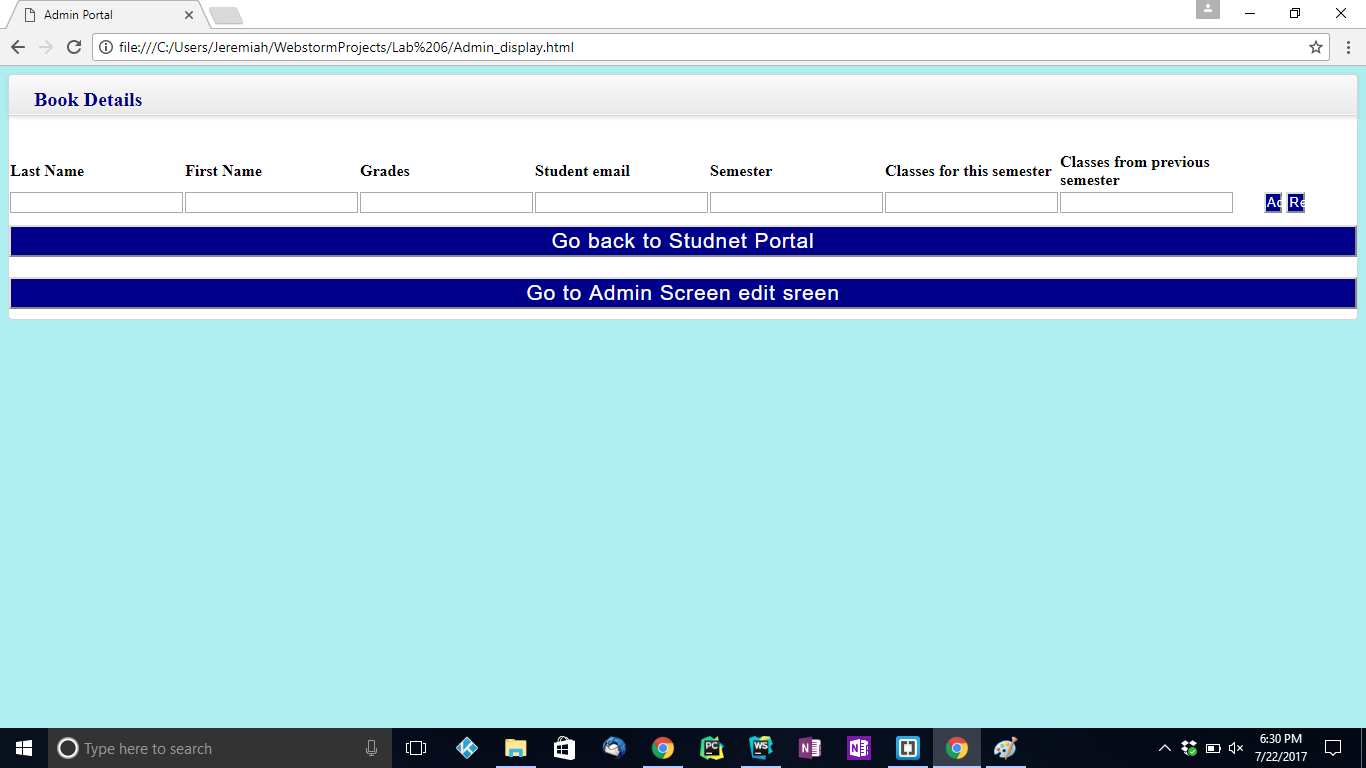 Admin Portal
file:///C:/Users/Jeremiah/WebstormProjects/Lab%206/Admin_display.html
Book Details
Last Name First Name Grades Student email Semester Classes for this semester Classes from previous
semester
Ad Re
Go back to Studnet Portal
Go to Admin Screen edit sreen
Type here to search
PC WS N N
6:30 PM
7/22/2017